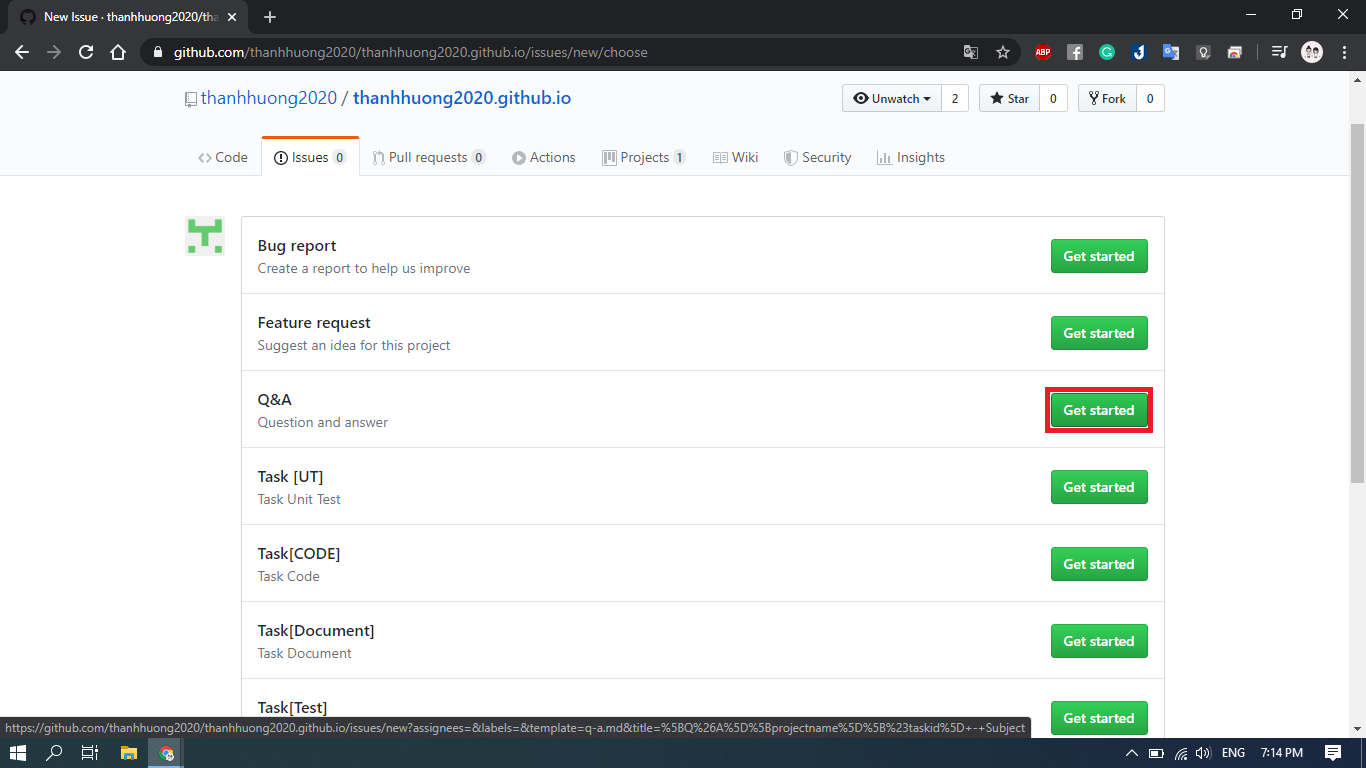 New Issue · thanhhuong2020/tha
github.com/thanhhuong2020/thanhhuong2020.github.io/issues/new/choose
ABP
thanhhuong2020 / thanhhuong2020.github.io
Unwatch 2
Star 0
Fork 0
Code
Issues 0
Pull requests 0
Actions
Projects 1
Wiki
Security
Insights
Bug report
Create a report to help us improve
Get started
Feature request
Suggest an idea for this project
Get started
Q&A
Question and answer
Get started
Task [UT]
Task Unit Test
Get started
Task[CODE]
Task Code
Get started
Task[Document]
Task Document
Get started
Task[Test]
Get started
https://github.com/thanhhuong2020/thanhhuong2020.github.io/issues/new?assignees=&labels=&template=q-a.md&title=%5BQ%26A%5D%5Bprojectname%5D%5B%23taskid%5D+-+Subject
ENG
7:14 PM